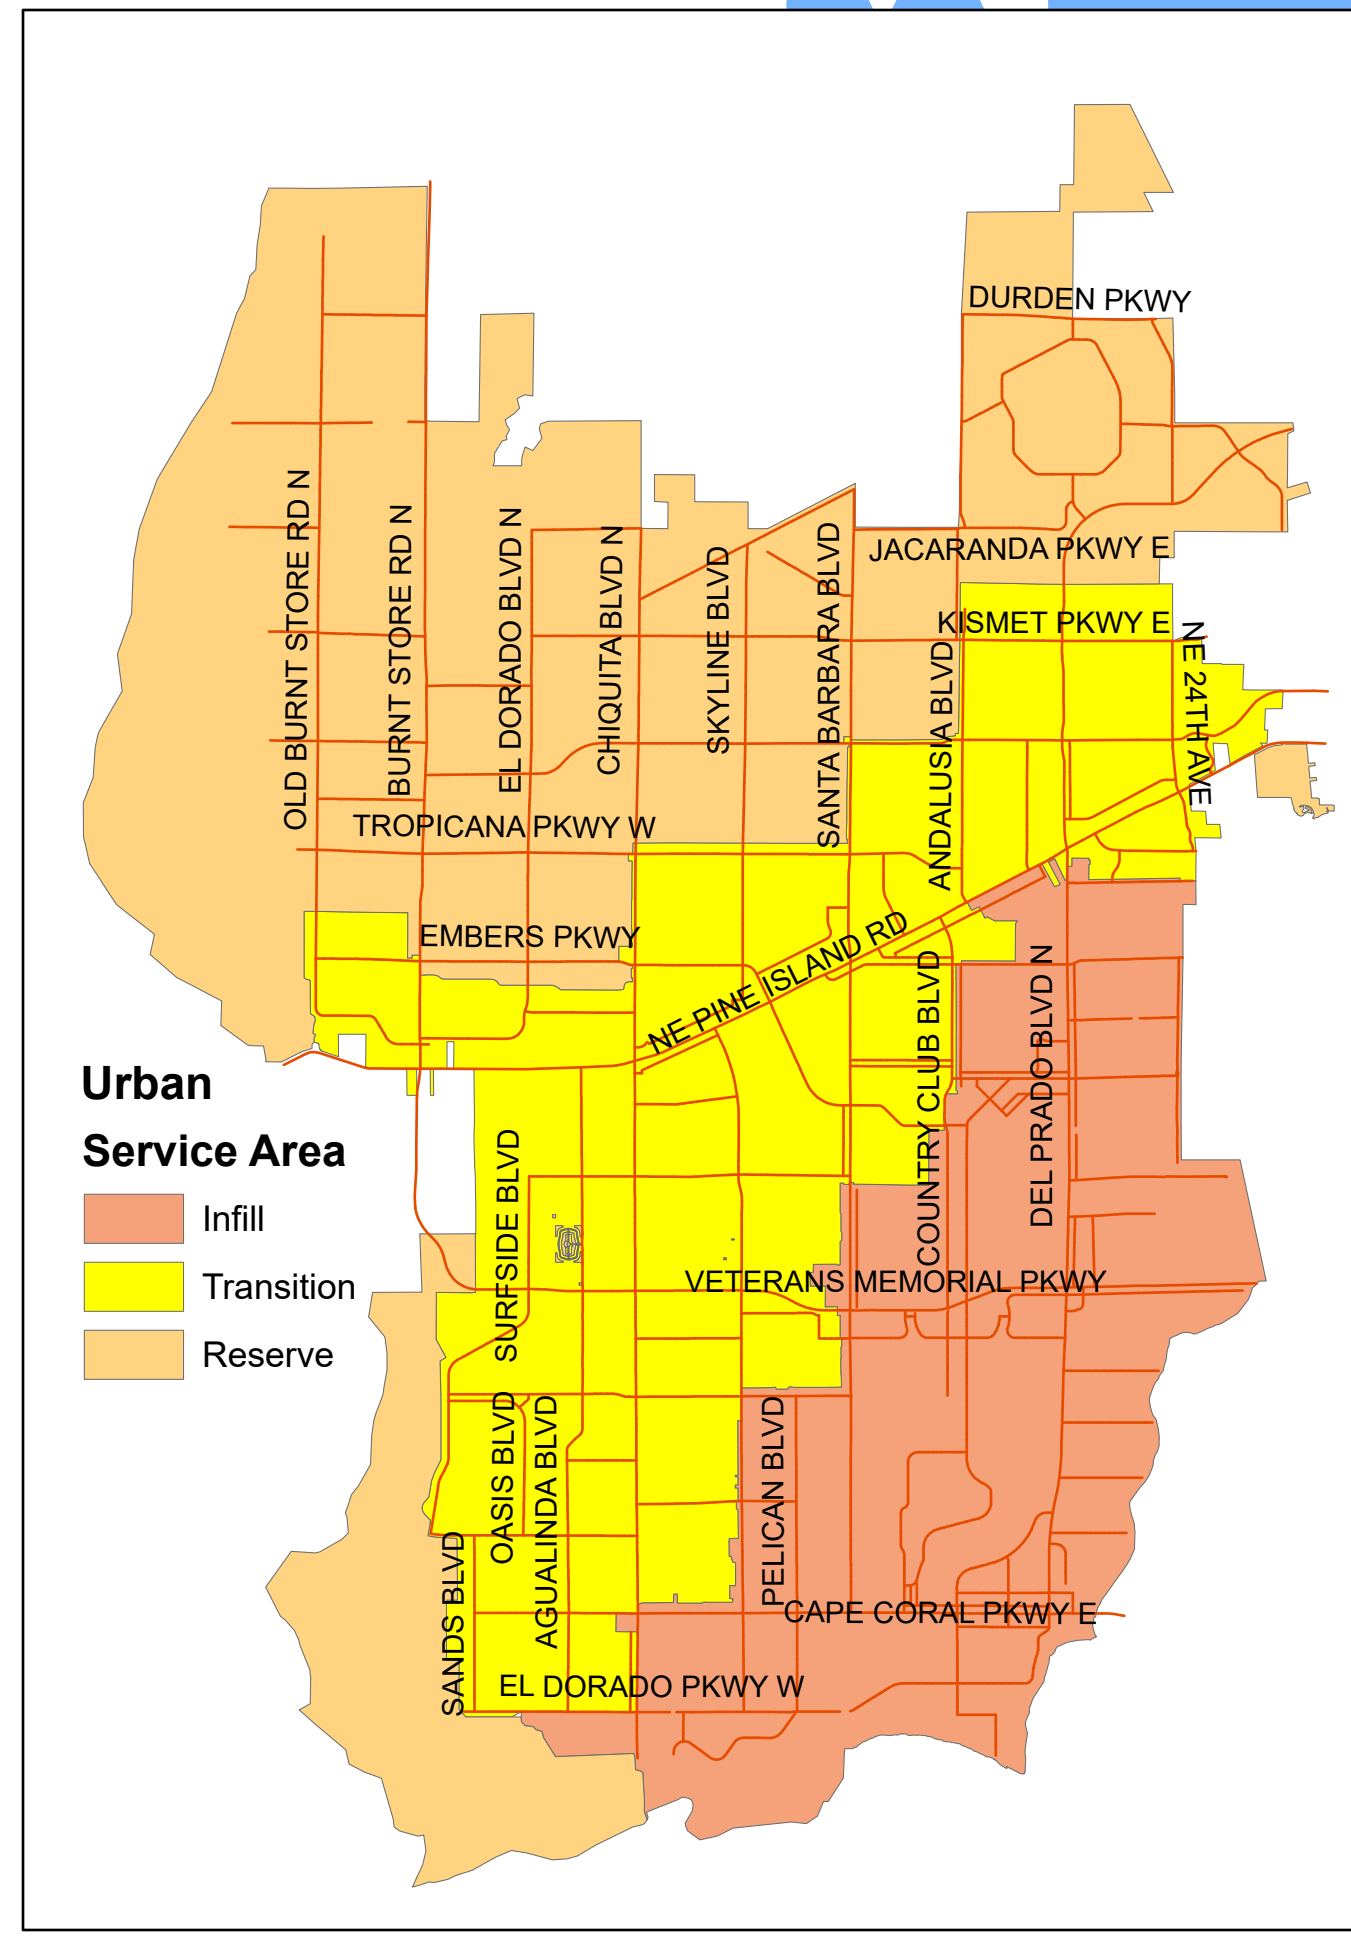 DURDEN PKWY
JACARANDA PKWY E
KISMET PKWY E
OLD BURNT STORE RD N
BURNT STORE RD N
EL DORADO BLVD N
CHIQUITA BLVD N
SKYLINE BLVD
SANTA BARBARA BLVD
ANDALUSIA BLVD
NE 24TH AVE
TROPICANA PKWY W
EMBERS PKWY
NE PINE ISLAND RD
COUNTRY CLUB BLVD
DEL PRADO BLVD N
Urban
Service Area
Infill
Transition
Reserve
SURFSIDE BLVD
VETERANS MEMORIAL PKWY
OASIS BLVD
AGUALINDA BLVD
PELICAN BLVD
SANDS BLVD
CAPE CORAL PKWY E
EL DORADO PKWY W